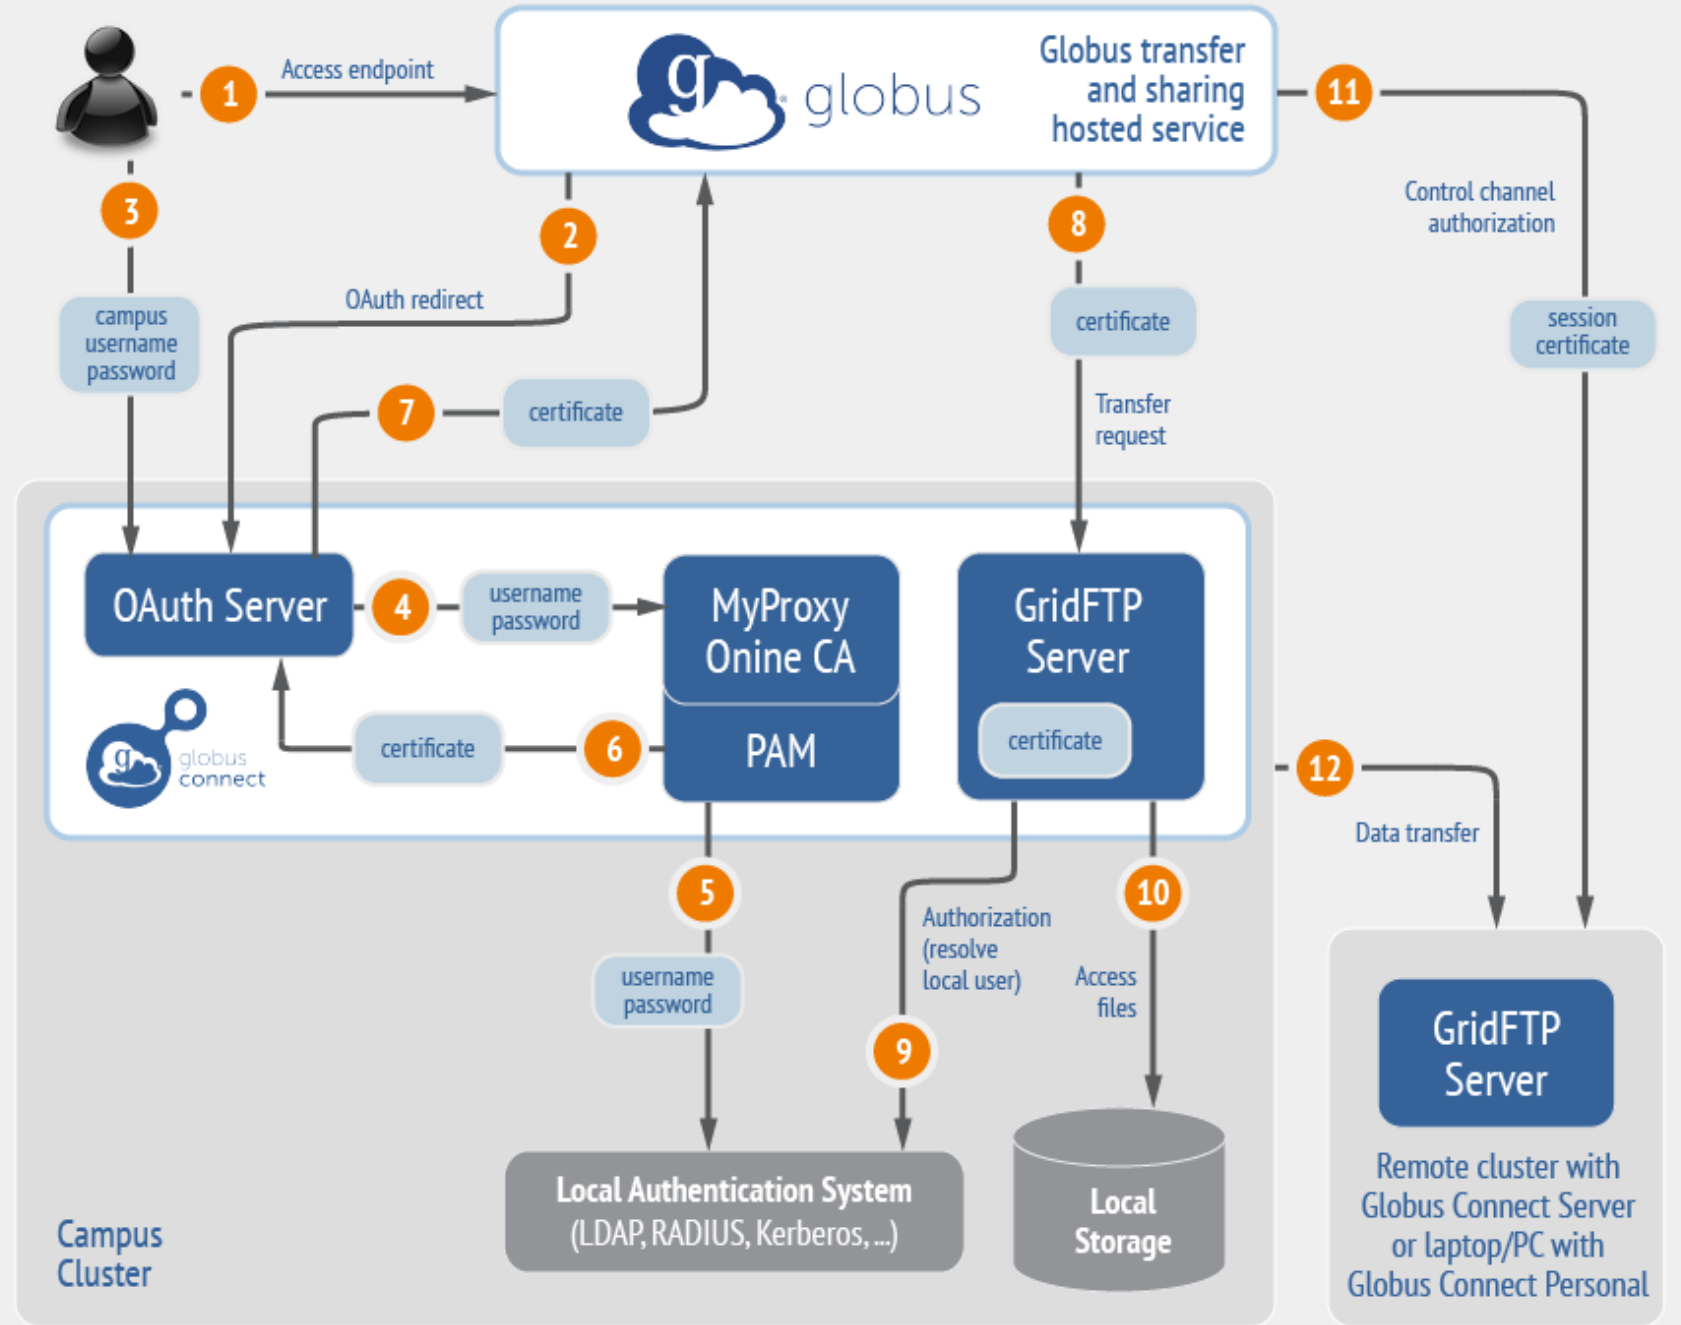 1
Access endpoint
g
globus
Globus transfer
and sharing
hosted service
11
Control channel
authorization
session
certificate
3
campus
username
password
2
OAuth redirect
7
certificate
8
certificate
Transfer
request
OAuth Server
4
username
password
MyProxy
Onine CA
PAM
GridFTP
Server
certificate
g
globus
connect
certificate
6
12
Data transfer
5
username
password
Authorization
(resolve
local user)
9
10
Access
files
Local Authentication System
(LDAP, RADIUS, Kerberos, ...)
Local
Storage
Campus
Cluster
GridFTP
Server
Remote cluster with
Globus Connect Server
or laptop/PC with
Globus Connect Personal